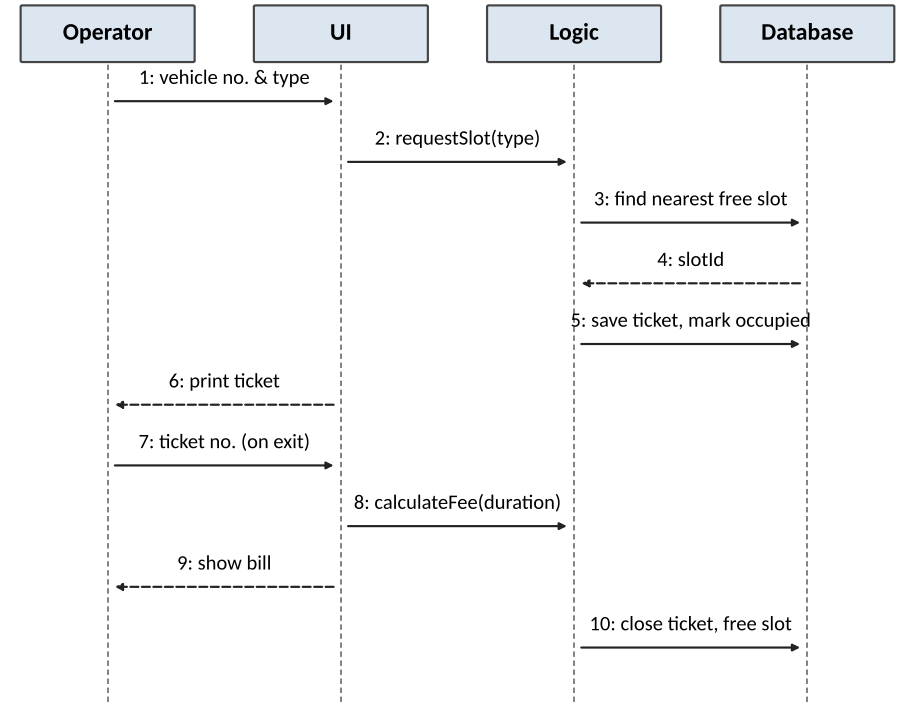 Operator
UI
Logic
Database
1: vehicle no. & type
2: requestSlot(type)
3: find nearest free slot
4: slotId
5: save ticket, mark occupied
6: print ticket
7: ticket no. (on exit)
8: calculateFee(duration)
9: show bill
10: close ticket, free slot